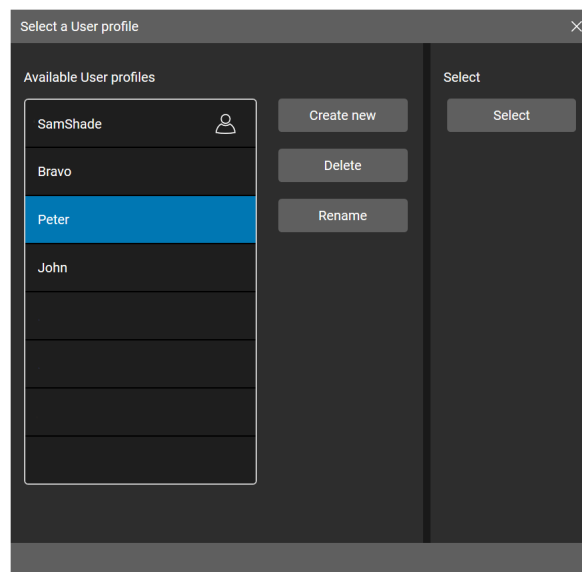 Select a User profile
Available User profiles
SamShade
Bravo
Peter
John
Create new
Delete
Rename
Select
Select